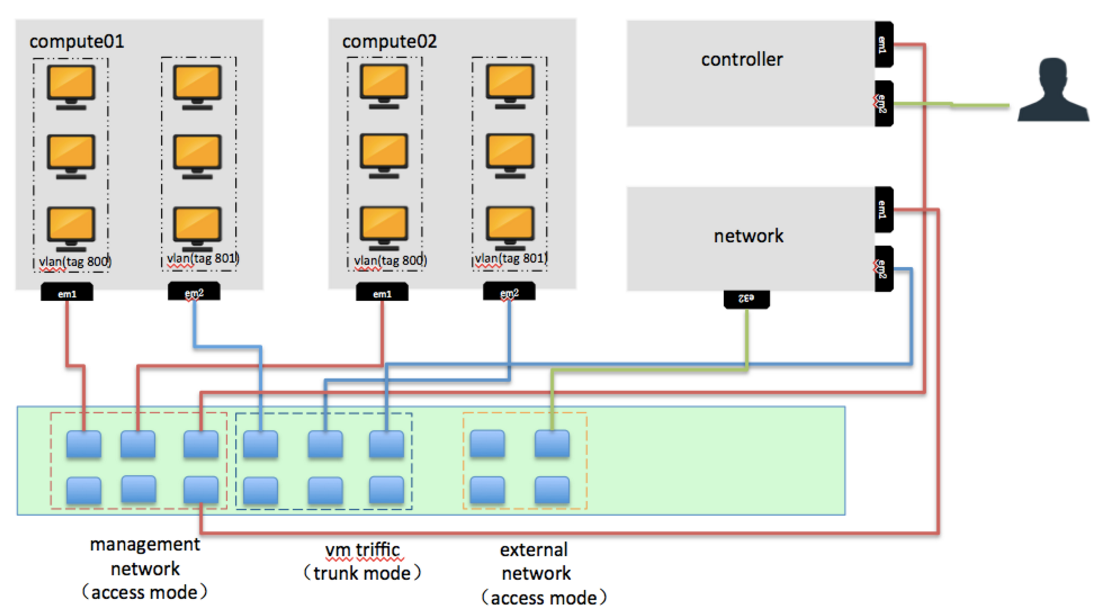 compute01
compute02
controller
em1
em2
vlan(tag 800)
vlan(tag 801)
vlan(tag 800)
vlan(tag 801)
em1
em2
em1
em2
network
em1
em2
e32
management
network
（access mode）
vm triffic
（trunk mode）
external
network
（access mode）